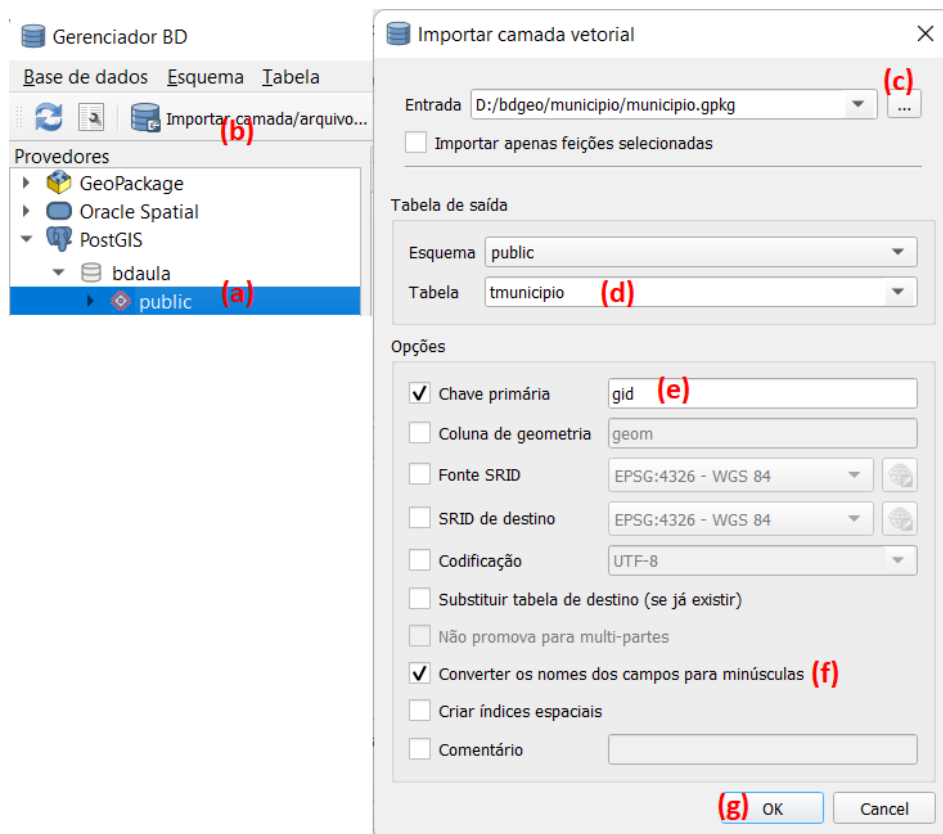 Gerenciador BD
Base de dados Esquema Tabela
Importar camada/arquivo...
(b)
Provedores
GeoPackage
Oracle Spatial
PostGIS
bdaula
public (a)
Importar camada vetorial
(c)
Entrada D:/bdgeo/municipio/municipio.gpkg ...
Importar apenas feições selecionadas
Tabela de saída
Esquema public
Tabela tmunicipio (d)
Opções
Chave primária gid (e)
Coluna de geometria geom
Fonte SRID EPSG:4326 - WGS 84
SRID de destino EPSG:4326 - WGS 84
Codificação UTF-8
Substituir tabela de destino (se já existir)
Não promova para multi-partes
Converter os nomes dos campos para minúsculas (f)
Criar índices espaciais
Comentário
(g) OK Cancel